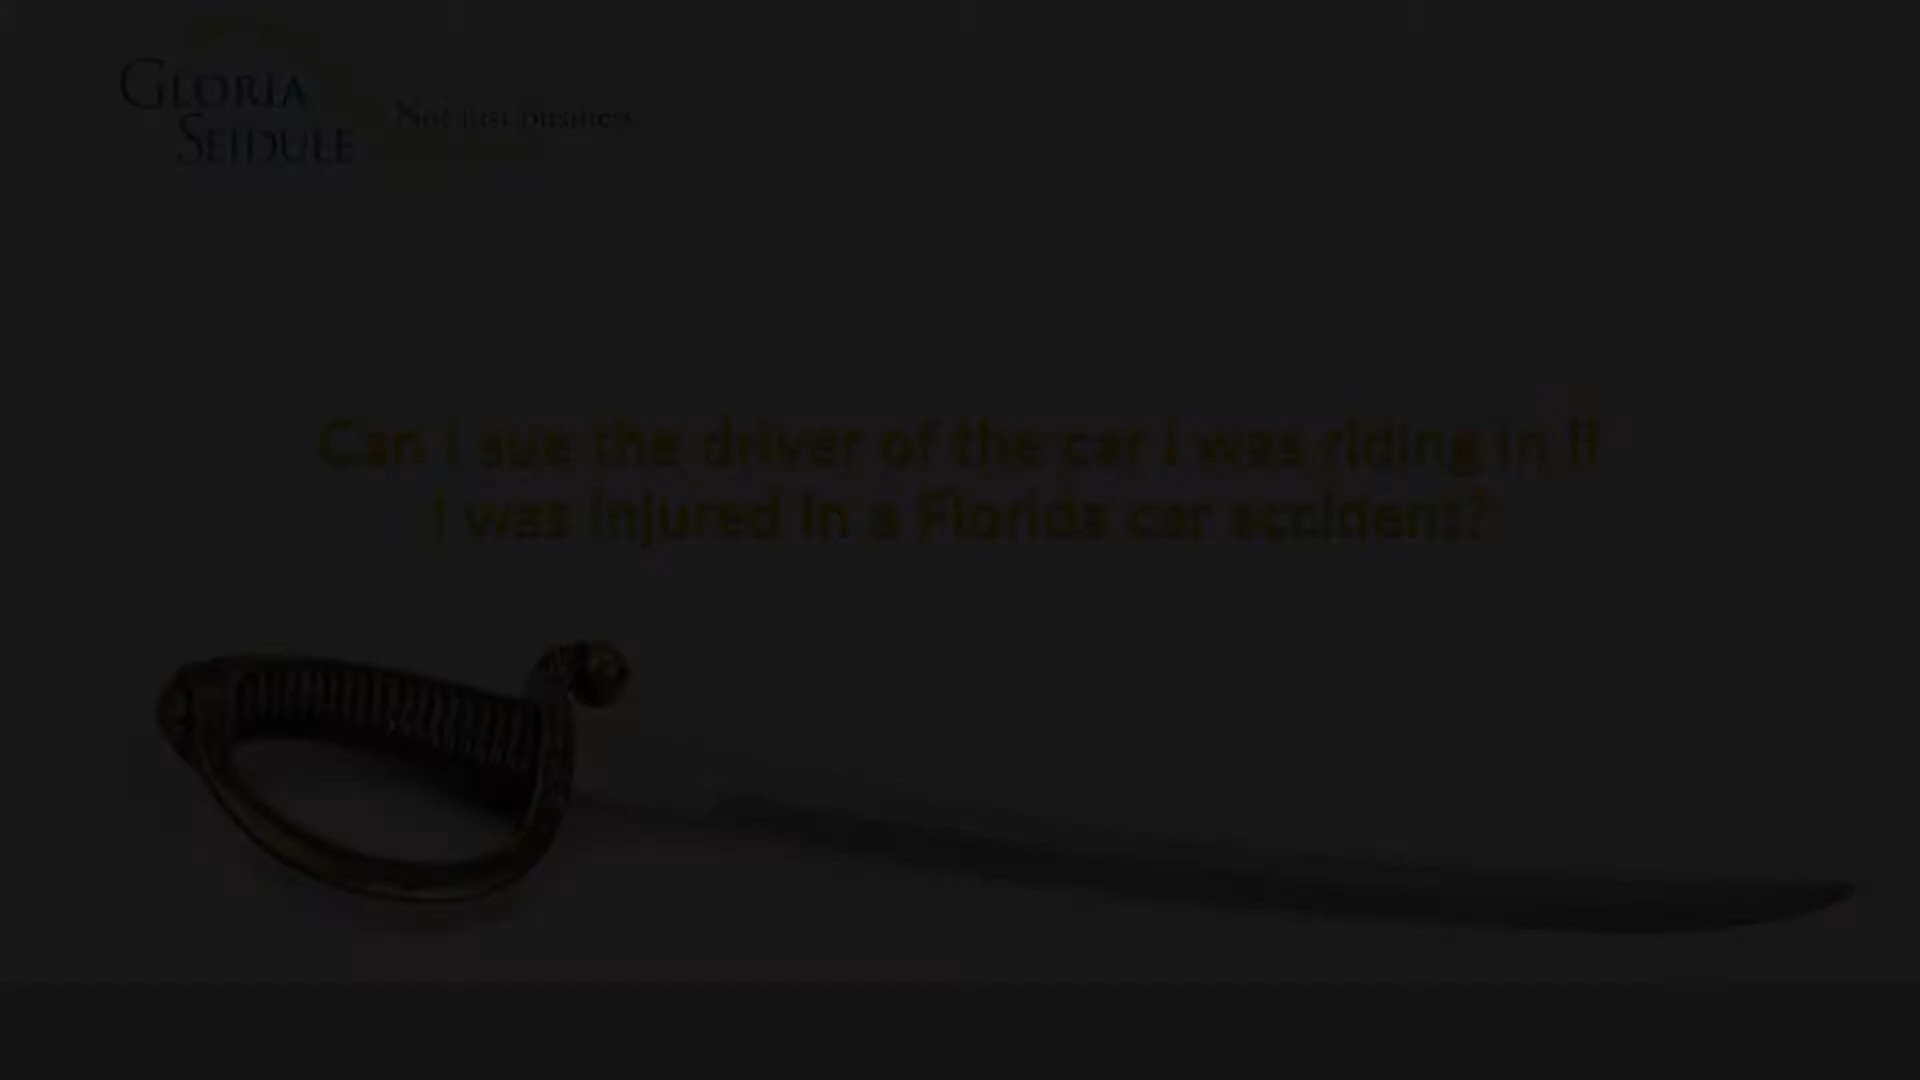 GLORIA
SEIDULE
Not just business
Can I sue the driver of the car I was riding in if
I was injured in a Florida car accident?